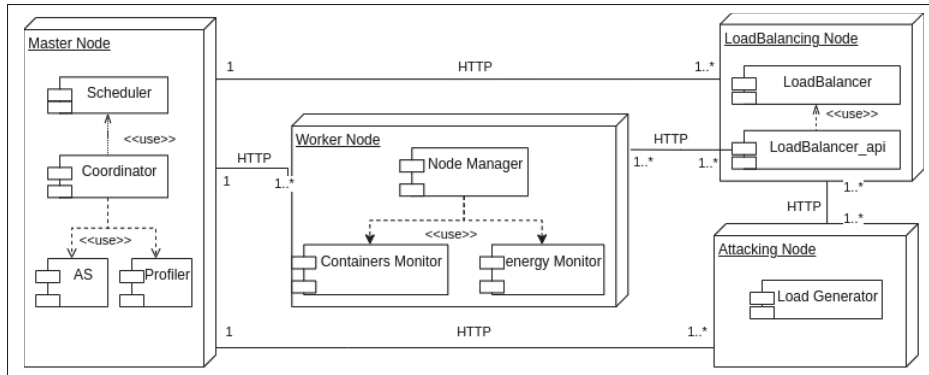 Master Node
Scheduler
<<use>>
Coordinator
<<use>>
AS
Profiler
1
HTTP
1..*
LoadBalancing Node
LoadBalancer
<<use>>
LoadBalancer_api
HTTP
1
1..*
Worker Node
Node Manager
<<use>>
Containers Monitor
energy Monitor
HTTP
1..*
1..*
1..*
HTTP
1..*
Attacking Node
Load Generator
1
HTTP
1..*